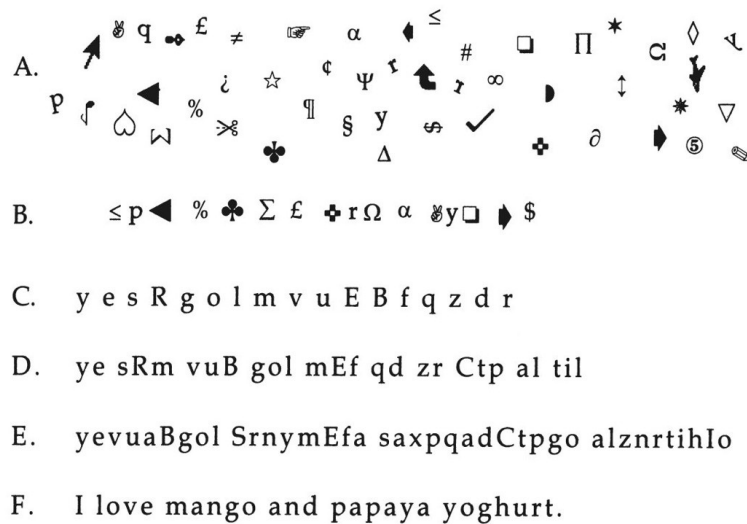 A. p ✌ q £ ≠ ☞ α ≤ # ❏ Π ✶ ◊ ¿ ☆ ¢ Ψ r ∞ ↕ % ✂ ¶ § y ✓ ∂ ✷ ▽ ♣ Δ ⑤ ✎
B. ≤ p ◀ % ♣ Σ £ ✤ r Ω α ✌ y ❏ ➧ $
C. y e s R g o l m v u E B f q z d r
D. ye sRm vuB gol mEf qd zr Ctp al til
E. yevuaBgol SrnymEfa saxpqadCtpgo alznrtihIo
F. I love mango and papaya yoghurt.